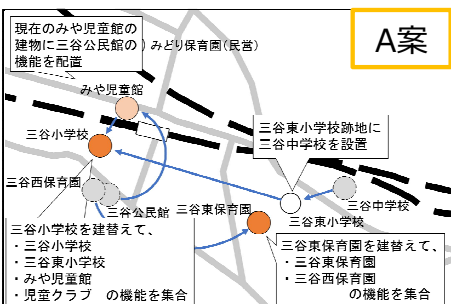 A案
現在のみや児童館の
建物に三谷公民館の
機能を配置
) みどり保育園(民営)
みや児童館
三谷小学校
三谷東小学校跡地に
三谷中学校を設置
三谷西保育園
三谷公民館
三谷東保育園
三谷東小学校
三谷中学校
三谷小学校を建替えて、
・三谷小学校
・三谷東小学校
・みや児童館
・児童クラブ の機能を集合
三谷東保育園を建替えて、
・三谷東保育園
・三谷西保育園
の機能を集合